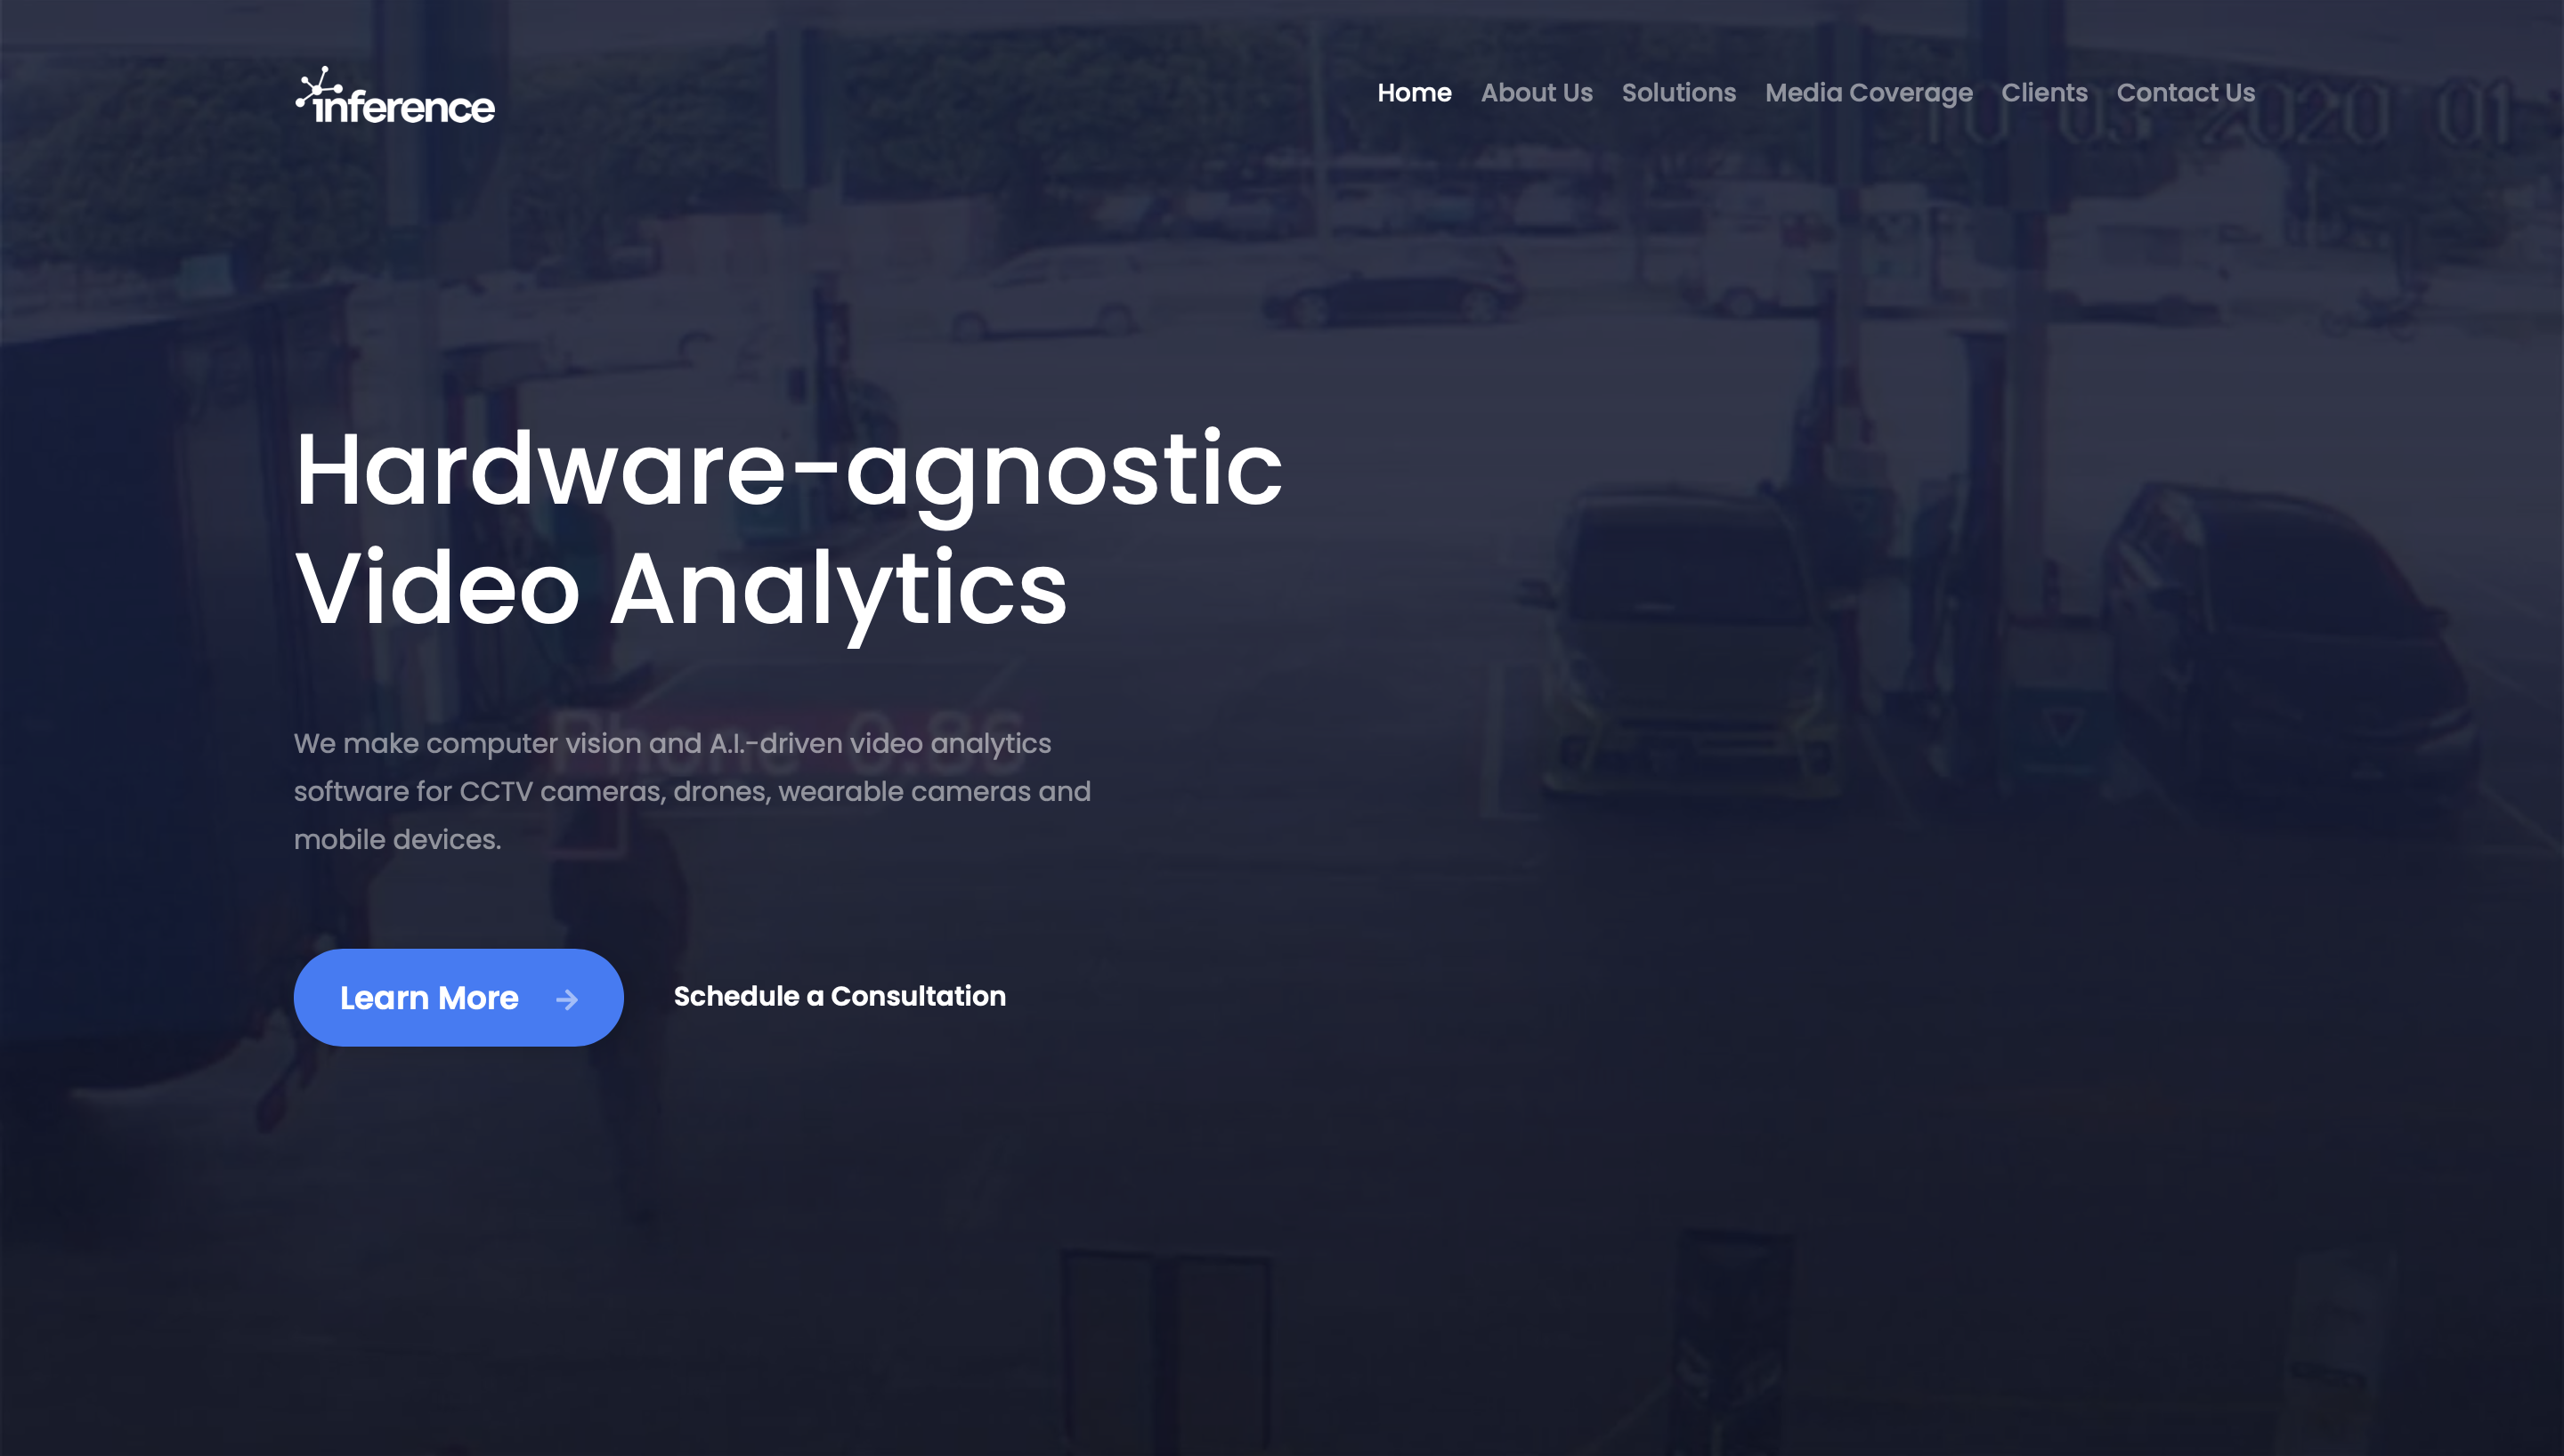 inference
Home About Us Solutions Media Coverage Clients Contact Us
10 03 2020 01
Hardware-agnostic
Video Analytics
Phone 0.86
We make computer vision and A.I.-driven video analytics
software for CCTV cameras, drones, wearable cameras and
mobile devices.
Learn More
Schedule a Consultation